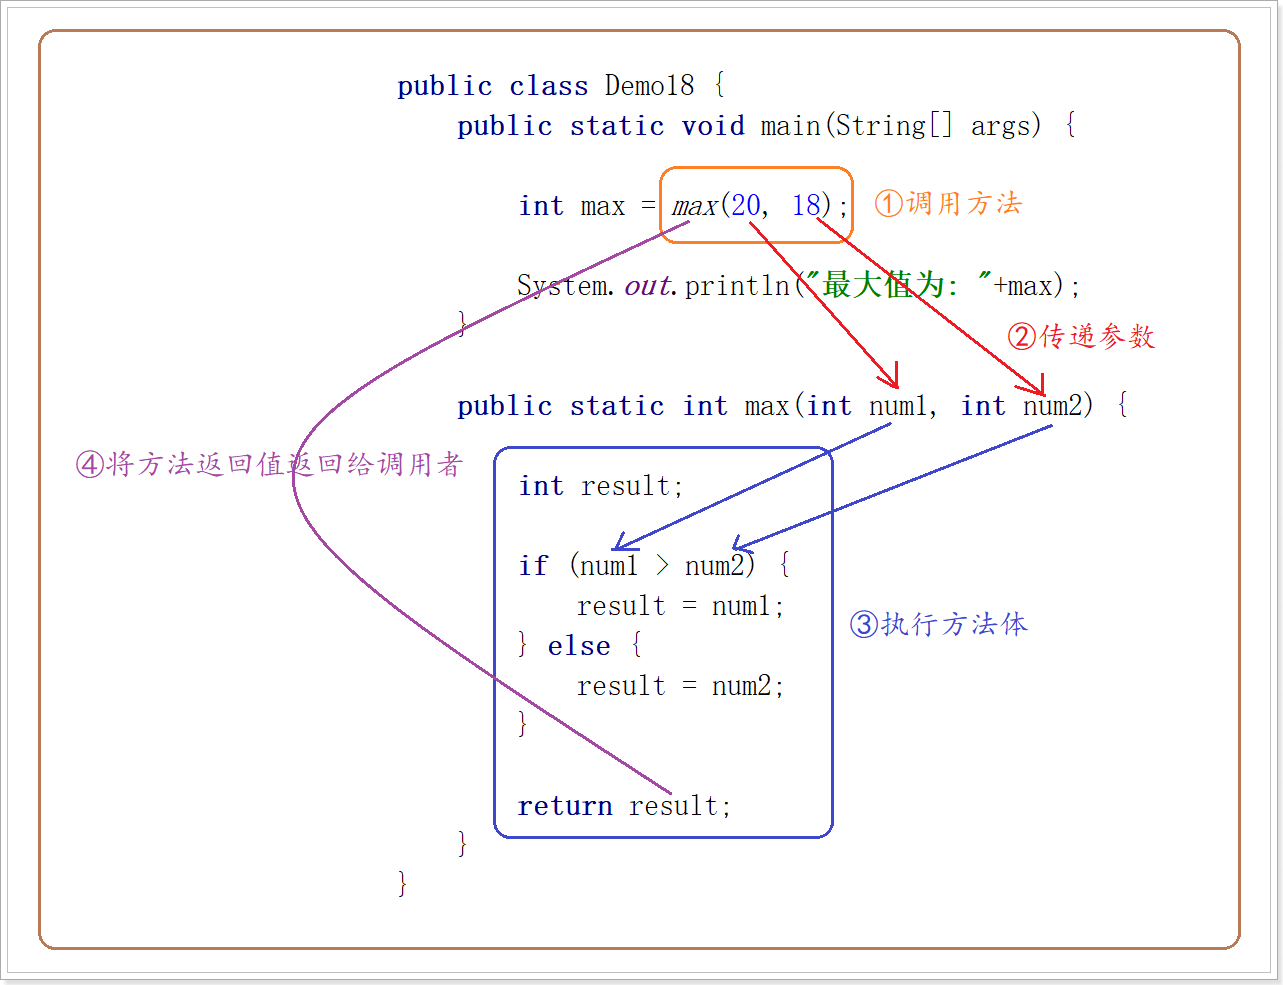 public class Demo18 {
public static void main(String[] args) {
int max = max(20, 18);
①调用方法
System.out.println("最大值为: "+max);
}
②传递参数
public static int max(int num1, int num2) {
④将方法返回值返回给调用者
int result;
if (num1 > num2) {
result = num1;
③执行方法体
} else {
result = num2;
}
return result;
}
}